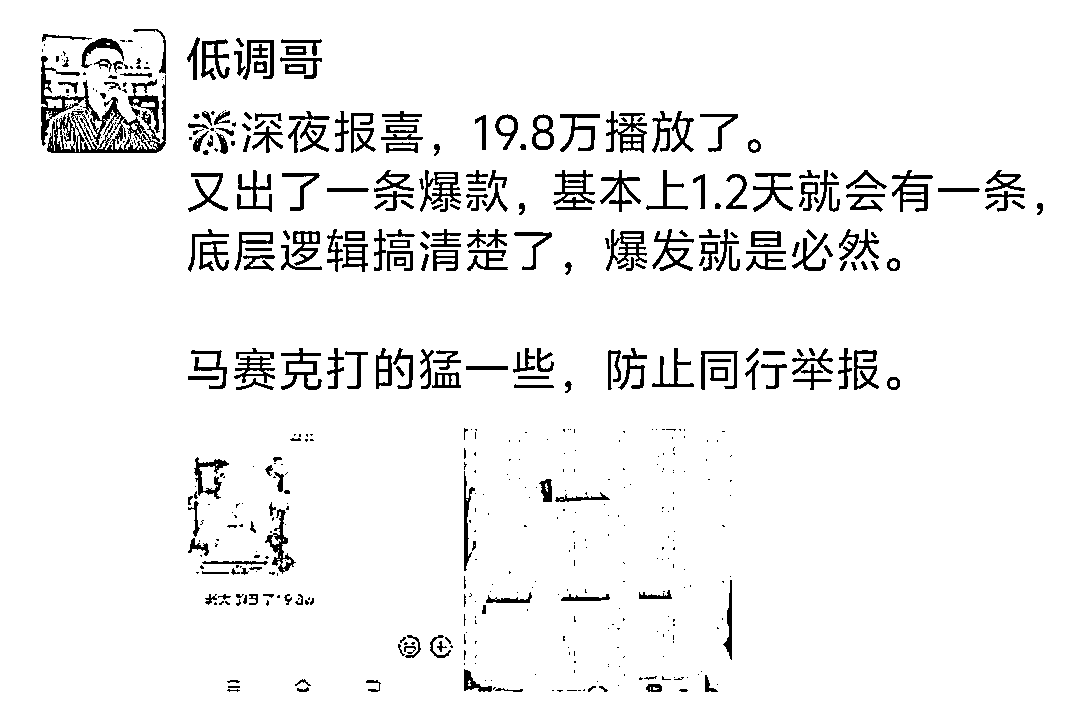 低调哥
深夜报喜，19.8万播放了。
又出了一条爆款，基本上1.2天就会有一条，
底层逻辑搞清楚了，爆发就是必然。
马赛克打的猛一些，防止同行举报。